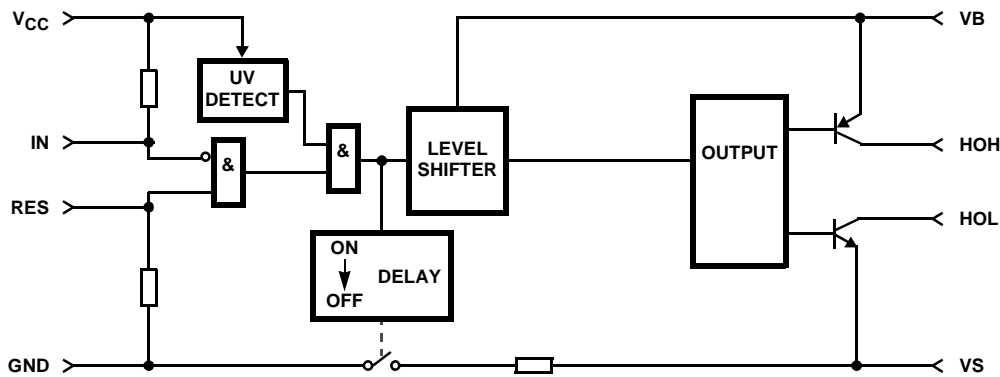 VCC
VB
UV
DETECT
IN
&
&
LEVEL
SHIFTER
OUTPUT
HOH
RES
HOL
ON
DELAY
OFF
GND
VS